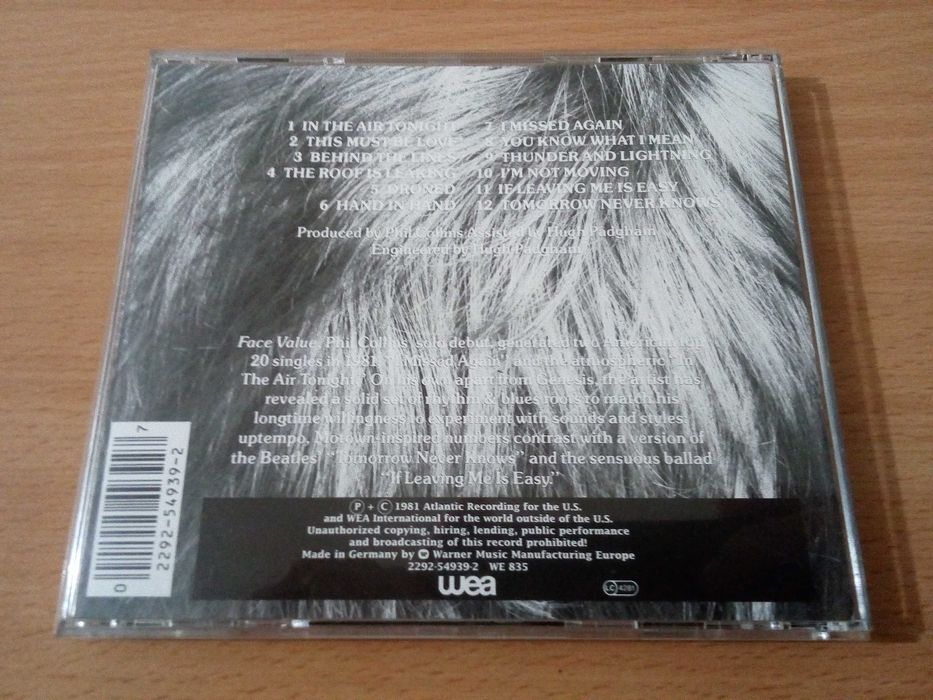 1 IN THE AIR TONIGHT
2 THIS MUST BE LOVE
3 BEHIND THE LINES
4 THE ROOF IS LEAKING
5 DRONED
6 HAND IN HAND
7 I MISSED AGAIN
8 YOU KNOW WHAT I MEAN
9 THUNDER AND LIGHTNING
10 I'M NOT MOVING
11 IF LEAVING ME IS EASY
12 TOMORROW NEVER KNOWS
Produced by Phil Collins Assisted by Hugh Padgham
Engineered by Hugh Padgham
Face Value, Phil Collins' solo debut, generated two American Top
20 singles in 1981, "I Missed Again" and the atmospheric "In
The Air Tonight." On his own apart from Genesis, the artist has
revealed a solid set of rhythm & blues roots to match his
longtime willingness to experiment with sounds and styles:
uptempo, Motown-inspired numbers contrast with a version of
the Beatles' "Tomorrow Never Knows" and the sensuous ballad
"If Leaving Me Is Easy."
Ⓟ + Ⓒ 1981 Atlantic Recording for the U.S.
and WEA International for the world outside of the U.S.
Unauthorized copying, hiring, lending, public performance
and broadcasting of this record prohibited!
Made in Germany by Warner Music Manufacturing Europe
2292-54939-2 WE 835
wea
LC 4281
0 2292-54939-2 7